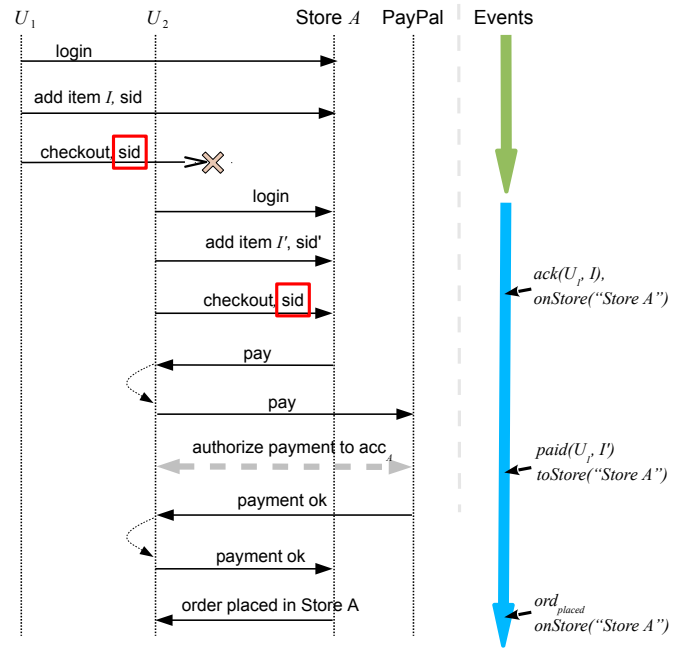 U1 U2 Store A PayPal Events
login
add item I, sid
checkout, sid
login
add item I', sid'
ack(U1, I),
onStore("Store A")
checkout, sid
pay
pay
authorize payment to accA
paid(U1, I')
toStore("Store A")
payment ok
payment ok
order placed in Store A
ordplaced
onStore("Store A")